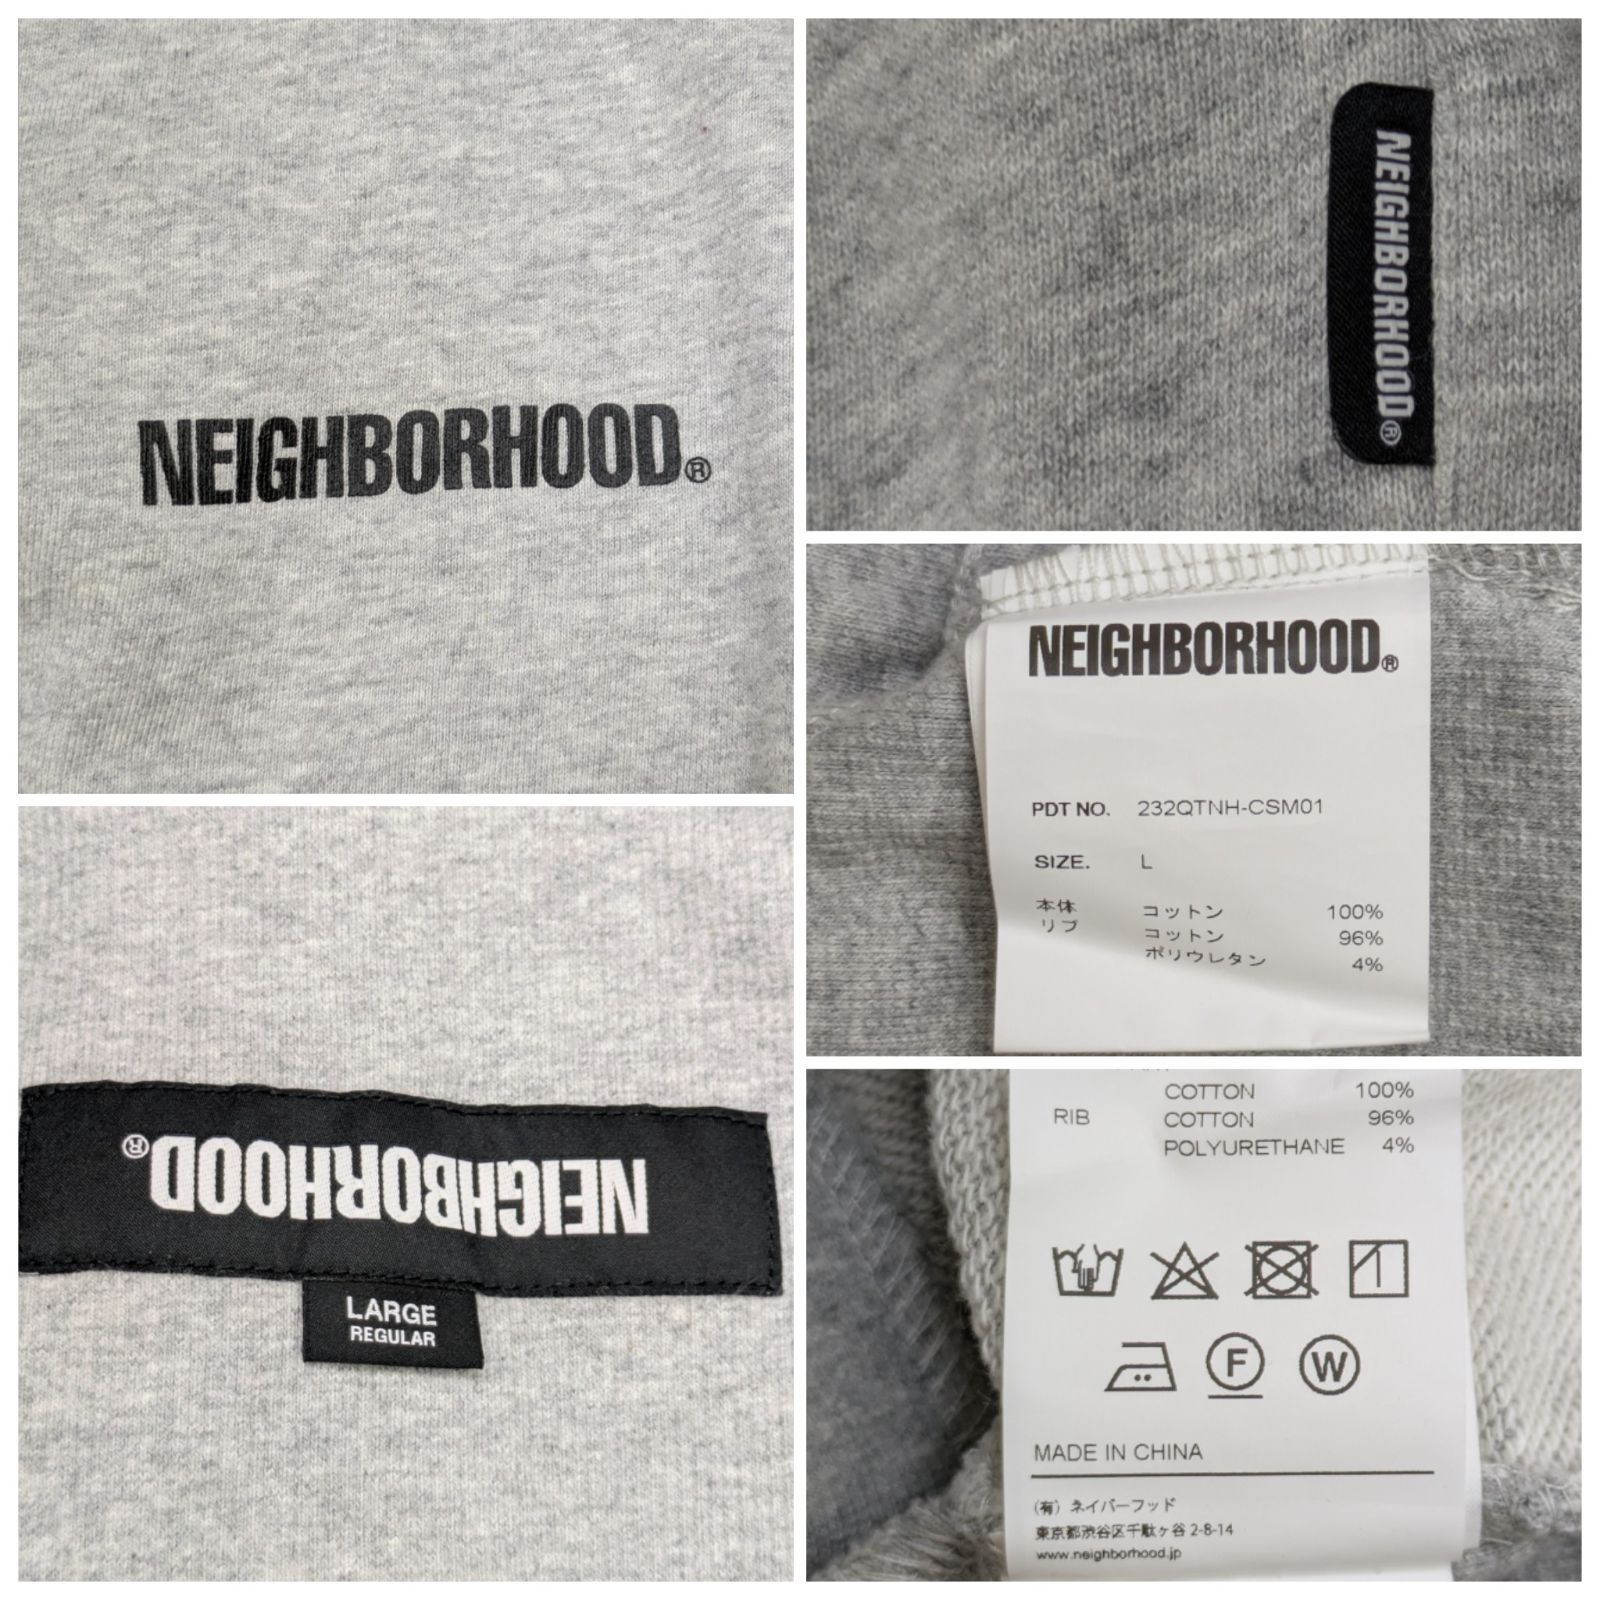 NEIGHBORHOOD®
NEIGHBORHOOD®
NEIGHBORHOOD®
PDT NO. 232QTNH-CSM01
SIZE. L
本体 コットン 100%
リブ コットン 96%
ポリウレタン 4%
NEIGHBORHOOD®
LARGE
REGULAR
COTTON 100%
RIB COTTON 96%
POLYURETHANE 4%
F W
MADE IN CHINA
(有) ネイバーフッド
東京都渋谷区千駄ヶ谷 2-8-14
www.neighborhood.jp